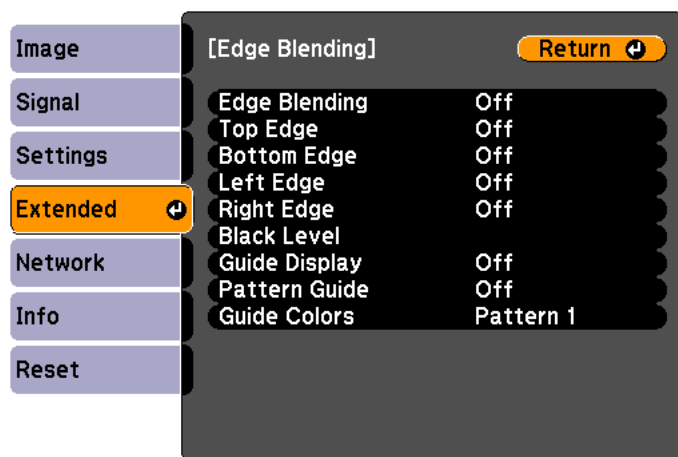 Image
Signal
Settings
Extended
Network
Info
Reset
[Edge Blending]
Return
Edge Blending Off
Top Edge Off
Bottom Edge Off
Left Edge Off
Right Edge Off
Black Level
Guide Display Off
Pattern Guide Off
Guide Colors Pattern 1